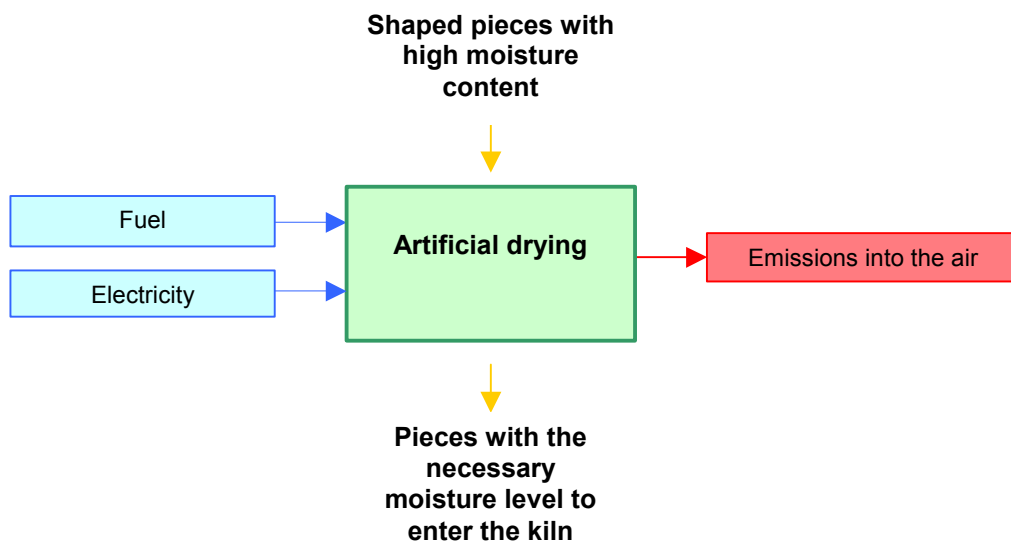 Shaped pieces with
high moisture
content
Fuel
Electricity
Artificial drying
Emissions into the air
Pieces with the
necessary
moisture level to
enter the kiln